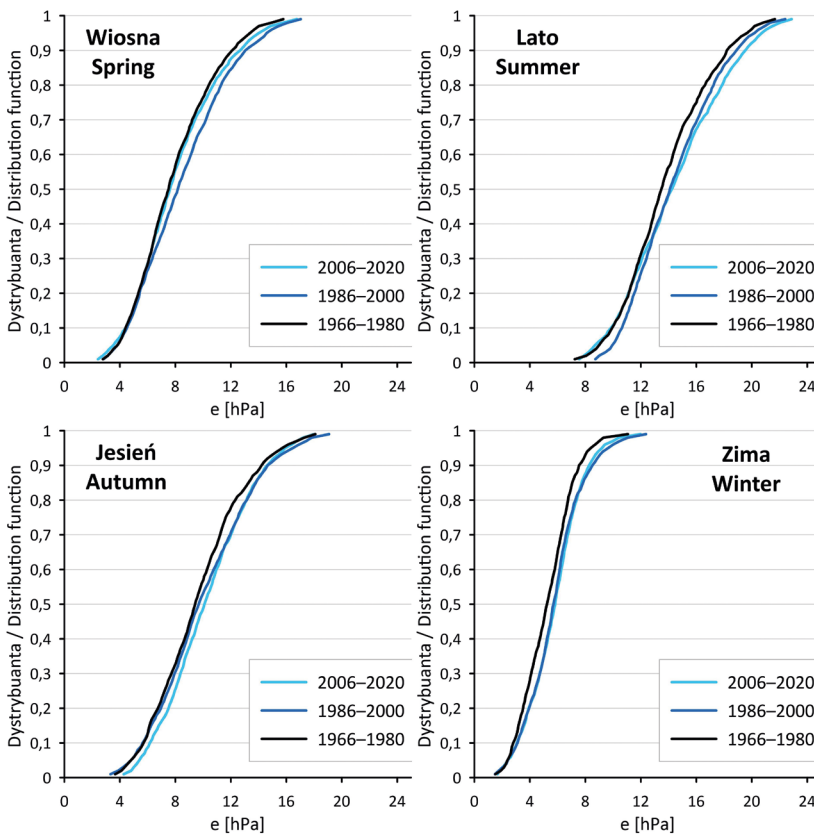 Dystrybuanta / Distribution function
1
0,9
0,8
0,7
0,6
0,5
0,4
0,3
0,2
0,1
0
Wiosna
Spring
2006–2020
1986–2000
1966–1980
0 4 8 12 16 20 24
e [hPa]
Dystrybuanta / Distribution function
1
0,9
0,8
0,7
0,6
0,5
0,4
0,3
0,2
0,1
0
Lato
Summer
2006–2020
1986–2000
1966–1980
0 4 8 12 16 20 24
e [hPa]
Dystrybuanta / Distribution function
1
0,9
0,8
0,7
0,6
0,5
0,4
0,3
0,2
0,1
0
Jesień
Autumn
2006–2020
1986–2000
1966–1980
0 4 8 12 16 20 24
e [hPa]
Dystrybuanta / Distribution function
1
0,9
0,8
0,7
0,6
0,5
0,4
0,3
0,2
0,1
0
Zima
Winter
2006–2020
1986–2000
1966–1980
0 4 8 12 16 20 24
e [hPa]